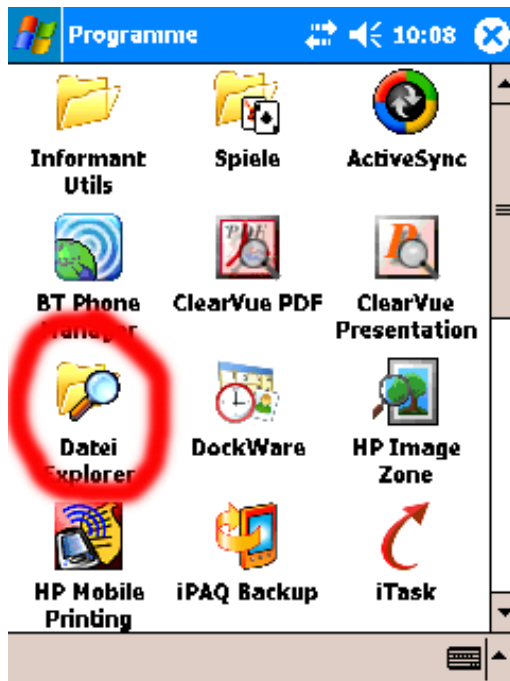 Programme 10:08
Informant Spiele ActiveSync
Utils
BT Phone ClearVue PDF ClearVue
Manager Presentation
Datei DockWare HP Image
Explorer Zone
HP Mobile iPAQ Backup iTask
Printing